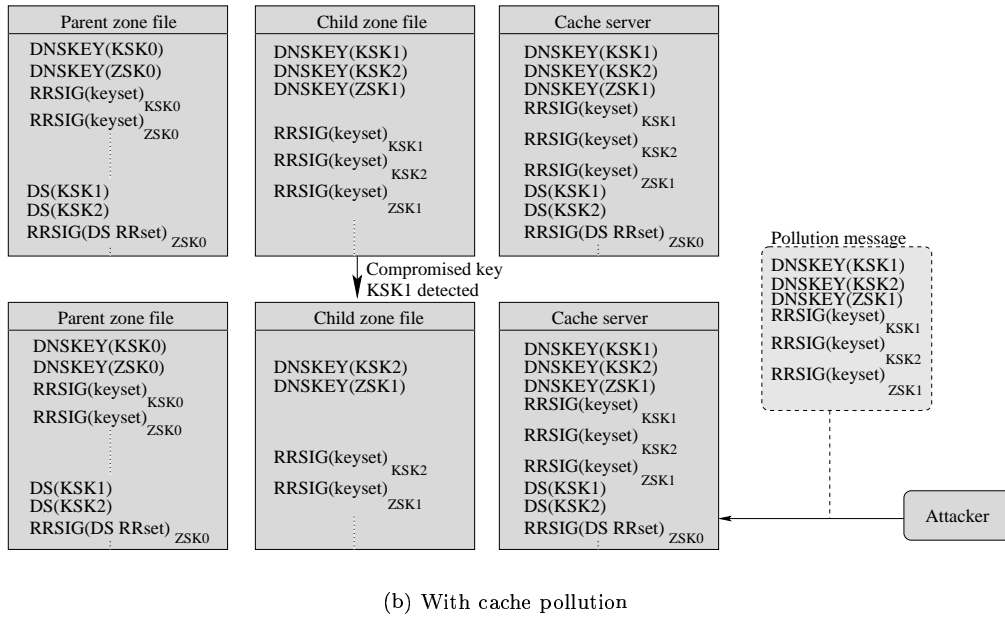 Parent zone file
DNSKEY(KSK0)
DNSKEY(ZSK0)
RRSIG(keyset)KSK0
RRSIG(keyset)ZSK0
DS(KSK1)
DS(KSK2)
RRSIG(DS RRset)ZSK0
Child zone file
DNSKEY(KSK1)
DNSKEY(KSK2)
DNSKEY(ZSK1)
RRSIG(keyset)KSK1
RRSIG(keyset)KSK2
RRSIG(keyset)ZSK1
Cache server
DNSKEY(KSK1)
DNSKEY(KSK2)
DNSKEY(ZSK1)
RRSIG(keyset)KSK1
RRSIG(keyset)KSK2
RRSIG(keyset)ZSK1
DS(KSK1)
DS(KSK2)
RRSIG(DS RRset)ZSK0
Compromised key
KSK1 detected
Parent zone file
DNSKEY(KSK0)
DNSKEY(ZSK0)
RRSIG(keyset)KSK0
RRSIG(keyset)ZSK0
DS(KSK1)
DS(KSK2)
RRSIG(DS RRset)ZSK0
Child zone file
DNSKEY(KSK2)
DNSKEY(ZSK1)
RRSIG(keyset)KSK2
RRSIG(keyset)ZSK1
Cache server
DNSKEY(KSK1)
DNSKEY(KSK2)
DNSKEY(ZSK1)
RRSIG(keyset)KSK1
RRSIG(keyset)KSK2
RRSIG(keyset)ZSK1
DS(KSK1)
DS(KSK2)
RRSIG(DS RRset)ZSK0
Pollution message
DNSKEY(KSK1)
DNSKEY(KSK2)
DNSKEY(ZSK1)
RRSIG(keyset)KSK1
RRSIG(keyset)KSK2
RRSIG(keyset)ZSK1
Attacker
(b) With cache pollution